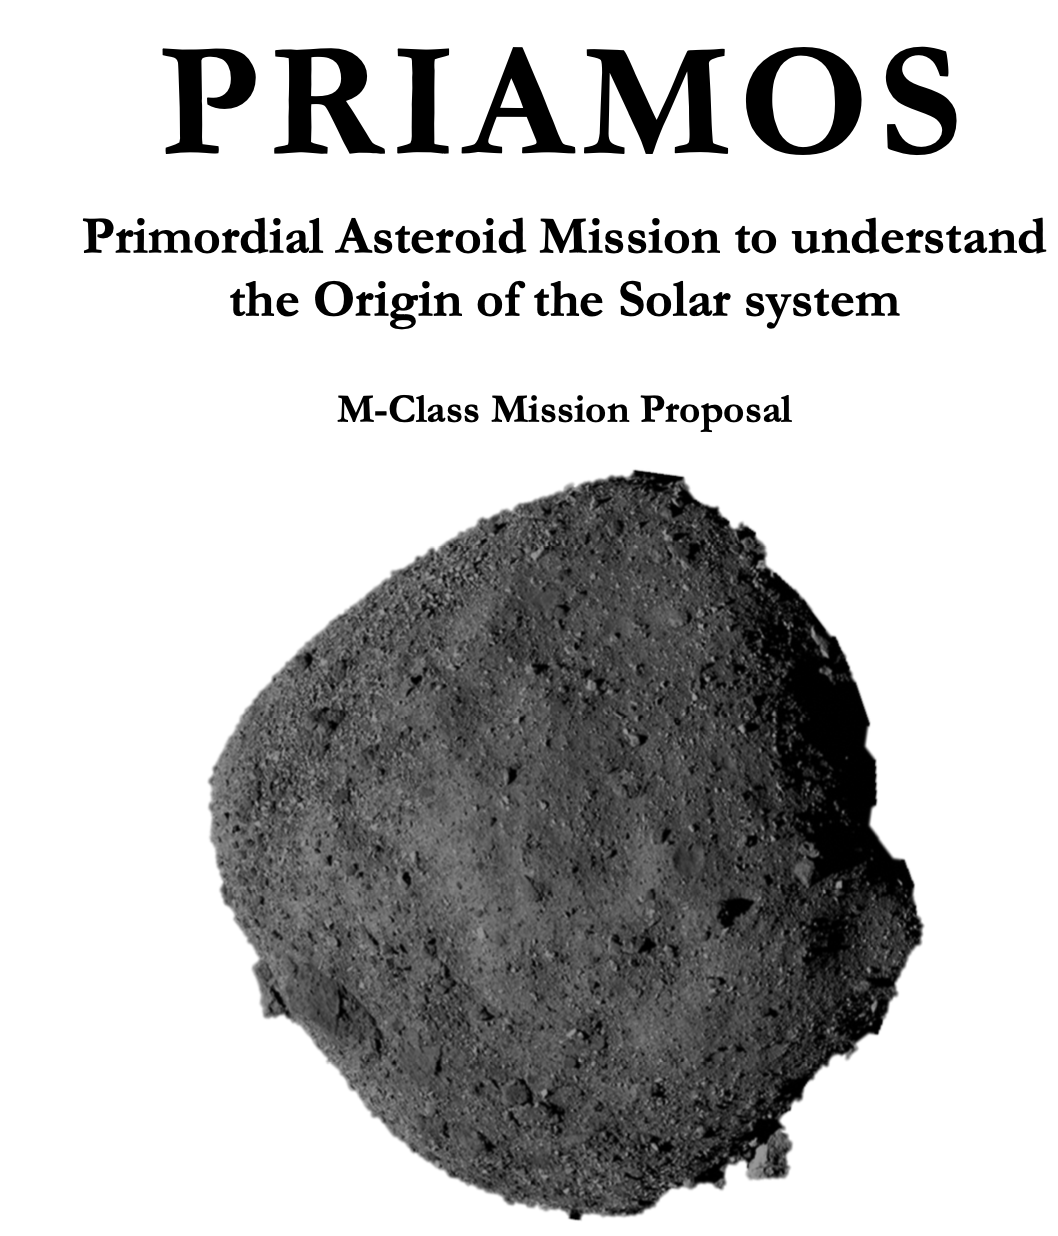 PRIAMOS
Primordial Asteroid Mission to understand
the Origin of the Solar system
M-Class Mission Proposal